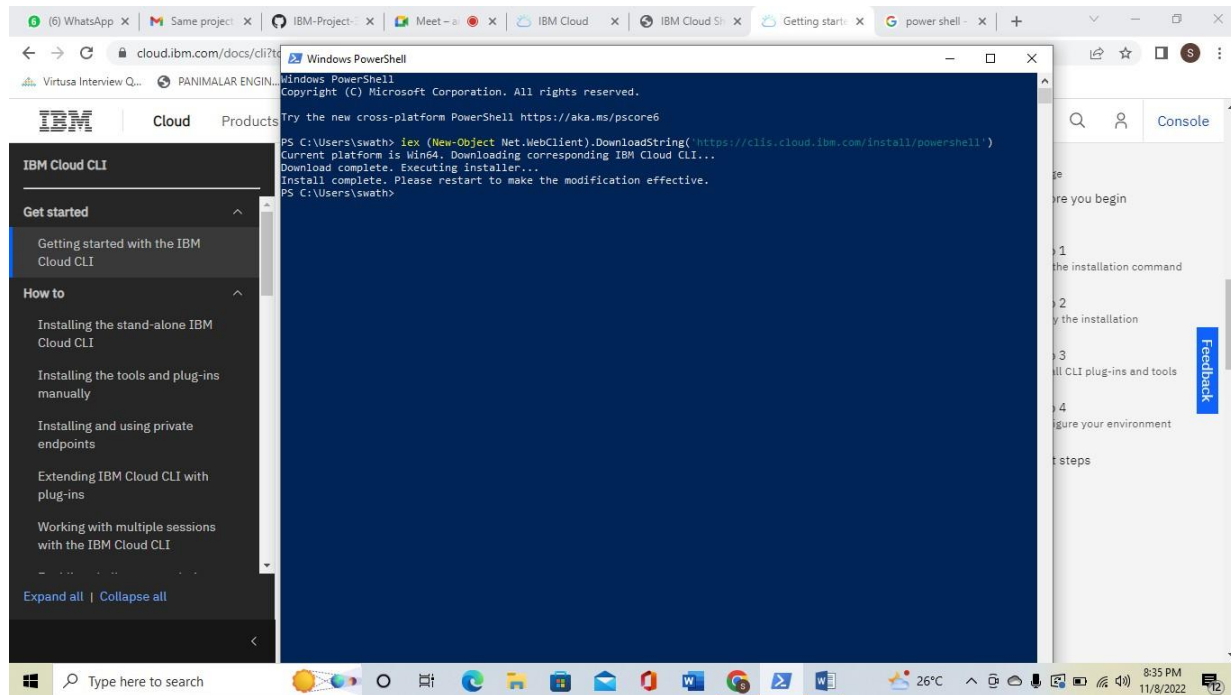 (6) WhatsApp
Same project
IBM-Project-
Meet – a
IBM Cloud
IBM Cloud Sh
Getting starte
power shell -
cloud.ibm.com/docs/cli?to
Virtusa Interview Q...
PANIMALAR ENGIN...
IBM
Cloud
Products
Console
IBM Cloud CLI
Get started
Getting started with the IBM
Cloud CLI
How to
Installing the stand-alone IBM
Cloud CLI
Installing the tools and plug-ins
manually
Installing and using private
endpoints
Extending IBM Cloud CLI with
plug-ins
Working with multiple sessions
with the IBM Cloud CLI
Expand all | Collapse all
Windows PowerShell
Windows PowerShell
Copyright (C) Microsoft Corporation. All rights reserved.
Try the new cross-platform PowerShell https://aka.ms/pscore6
PS C:\Users\swath> iex (New-Object Net.WebClient).DownloadString('https://clis.cloud.ibm.com/install/powershell')
Current platform is Win64. Downloading corresponding IBM Cloud CLI...
Download complete. Executing installer...
Install complete. Please restart to make the modification effective.
PS C:\Users\swath>
ge
ore you begin
1
the installation command
2
y the installation
3
all CLI plug-ins and tools
4
igure your environment
t steps
Feedback
Type here to search
26°C
8:35 PM
11/8/2022
12